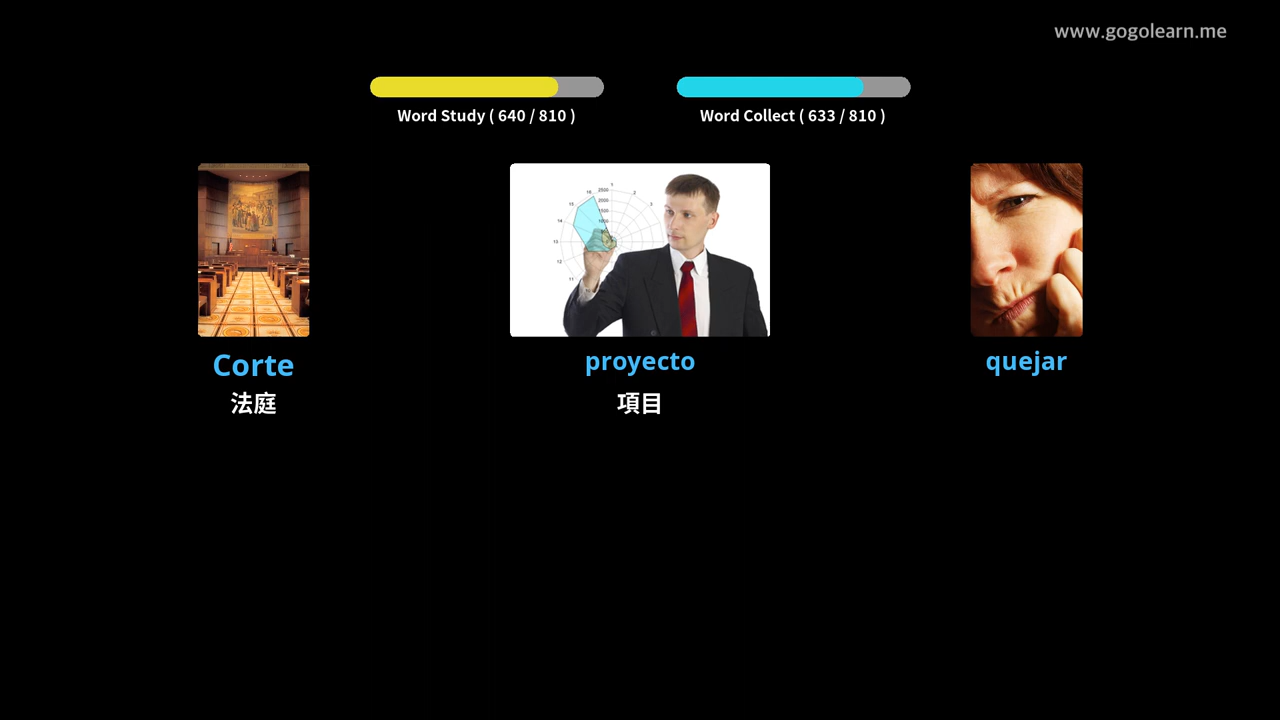 www.gogolearn.me
Word Study ( 640 / 810 )
Word Collect ( 633 / 810 )
Corte
法庭
proyecto
項目
quejar